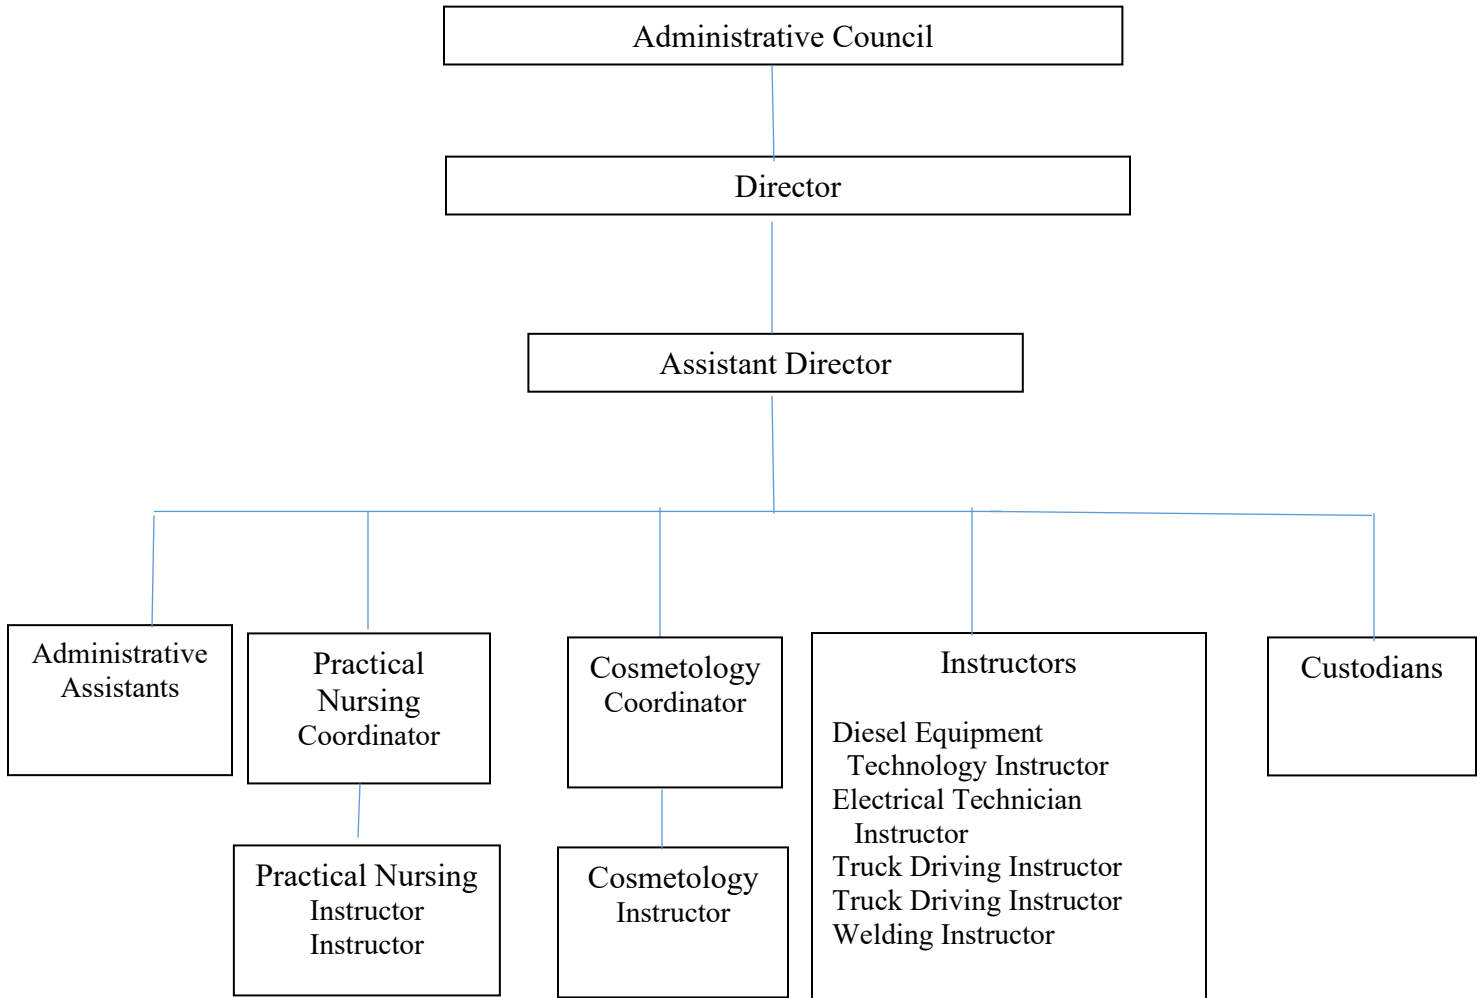 Administrative Council
Director
Assistant Director
Administrative
Assistants
Practical
Nursing
Coordinator
Cosmetology
Coordinator
Instructors
Diesel Equipment
Technology Instructor
Electrical Technician
Instructor
Truck Driving Instructor
Truck Driving Instructor
Welding Instructor
Custodians
Practical Nursing
Instructor
Instructor
Cosmetology
Instructor